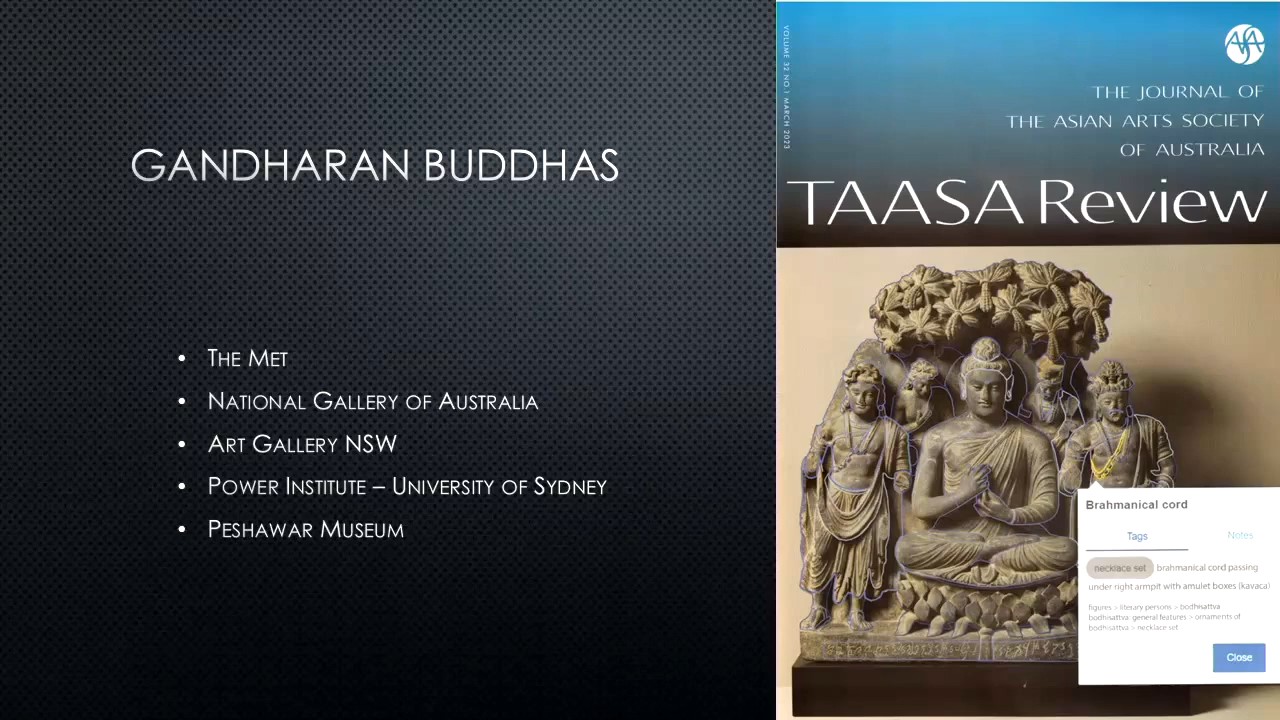 GANDHARAN BUDDHAS
• The Met
• National Gallery of Australia
• Art Gallery NSW
• Power Institute – University of Sydney
• Peshawar Museum
VOLUME 32 NO.1 MARCH 2023
THE JOURNAL OF
THE ASIAN ARTS SOCIETY
OF AUSTRALIA
TAASA Review
Brahmanical cord
Tags Notes
necklace set brahmanical cord passing
under right armpit with amulet boxes (kavaca)
figures > literary persons > bodhisattva
bodhisattva: general features > ornaments of
bodhisattva > necklace set
Close